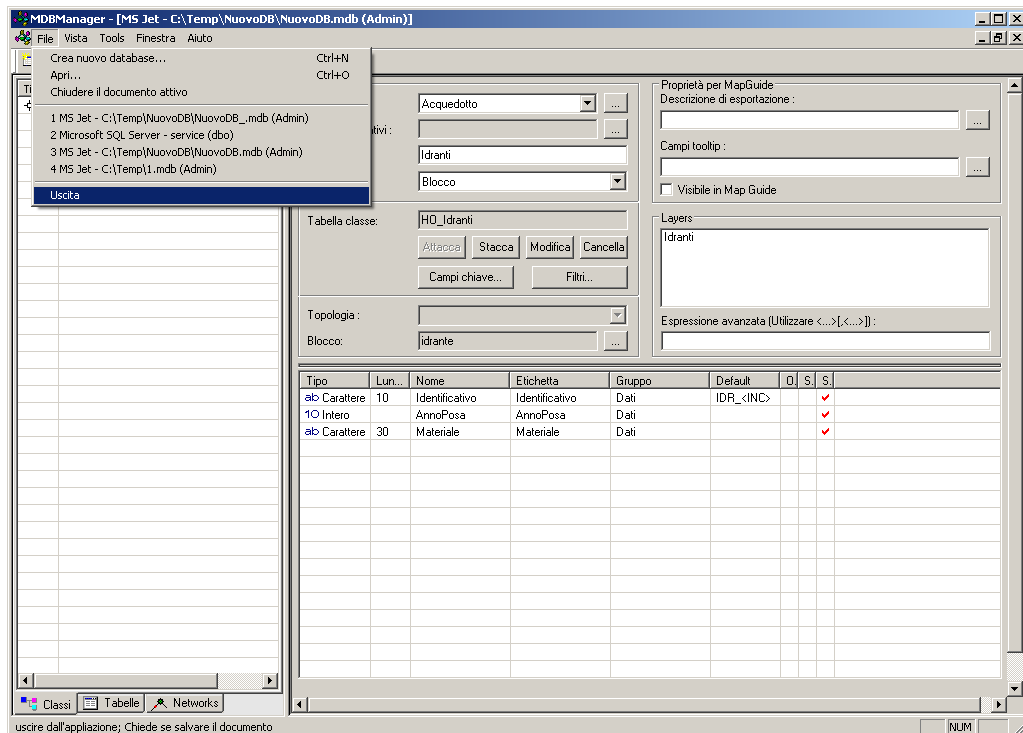 MDBManager - [MS Jet - C:\Temp\NuovoDB\NuovoDB.mdb (Admin)]
File Vista Tools Finestra Aiuto
Crea nuovo database... Ctrl+N
Apri... Ctrl+O
Chiudere il documento attivo
1 MS Jet - C:\Temp\NuovoDB\NuovoDB_.mdb (Admin)
2 Microsoft SQL Server - service (dbo)
3 MS Jet - C:\Temp\NuovoDB\NuovoDB.mdb (Admin)
4 MS Jet - C:\Temp\1.mdb (Admin)
Uscita
Acquedotto ...
ativi : ...
Idranti
Blocco
Tabella classe: H0_Idranti
Attacca Stacca Modifica Cancella
Campi chiave... Filtri...
Topologia :
Blocco: idrante ...
Proprietà per MapGuide
Descrizione di esportazione :
...
Campi tooltip :
...
Visibile in Map Guide
Layers
Idranti
Espressione avanzata (Utilizzare <...>[,<...>]) :
Tipo Lun... Nome Etichetta Gruppo Default O. S. S.
ab Carattere 10 Identificativo Identificativo Dati IDR_<INC>
10 Intero AnnoPosa AnnoPosa Dati
ab Carattere 30 Materiale Materiale Dati
Classi Tabelle Networks
uscire dall'appliazione; Chiede se salvare il documento NUM